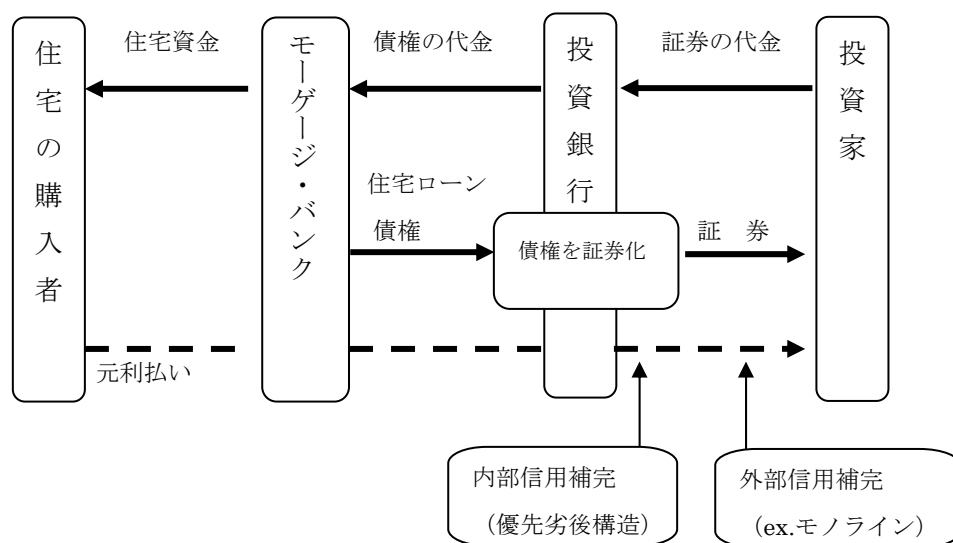 住宅の購入者
住宅資金
モーゲージ・バンク
債権の代金
投資銀行
証券の代金
投資家
住宅ローン
債権
債権を証券化
証　券
元利払い
内部信用補完
（優先劣後構造）
外部信用補完
（ex.モノライン）